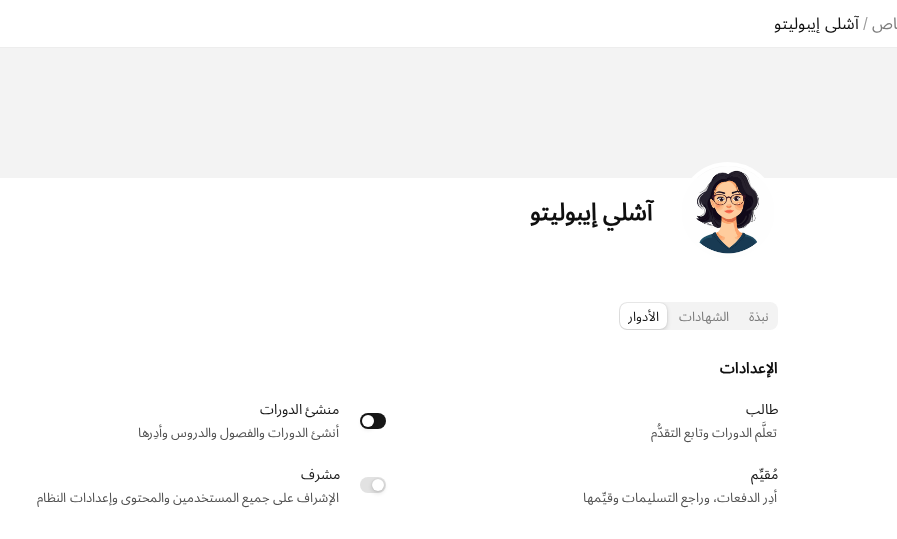 / آشلي إيبوليتو
آشلي إيبوليتو
نبذة
الشهادات
الأدوار
الإعدادات
طالب
تعلَّم الدورات وتابع التقدُّم
منشئ الدورات
أنشئ الدورات والفصول والدروس وأدِرها
مُقيِّم
أدِر الدفعات، وراجع التسليمات وقيِّمها
مشرف
الإشراف على جميع المستخدمين والمحتوى وإعدادات النظام